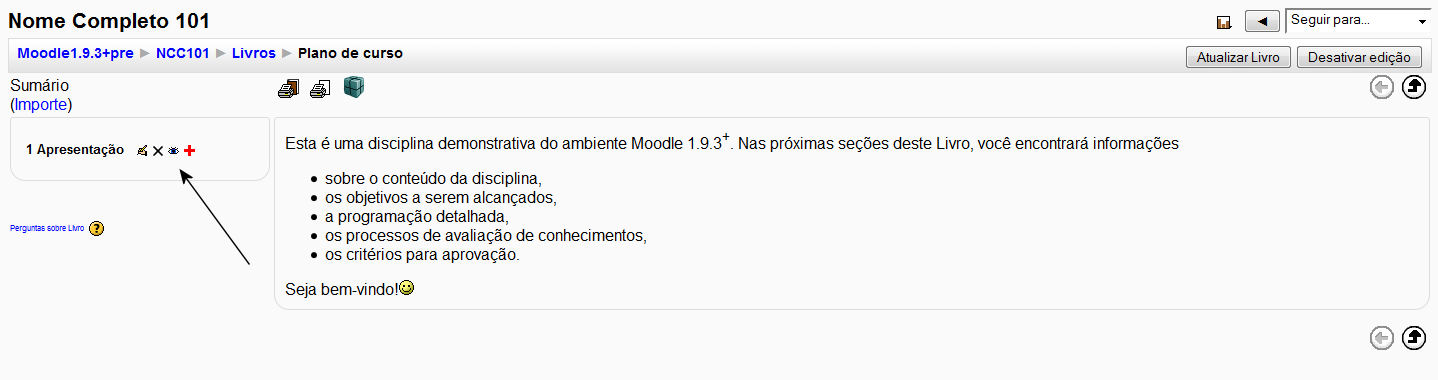 Nome Completo 101
Seguir para...
Moodle1.9.3+pre ► NCC101 ► Livros ► Plano de curso
Atualizar Livro
Desativar edição
Sumário
(Importe)
1 Apresentação
Esta é uma disciplina demonstrativa do ambiente Moodle 1.9.3+. Nas próximas seções deste Livro, você encontrará informações
• sobre o conteúdo da disciplina,
• os objetivos a serem alcançados,
• a programação detalhada,
• os processos de avaliação de conhecimentos,
• os critérios para aprovação.
Perguntas sobre Livro ?
Seja bem-vindo!